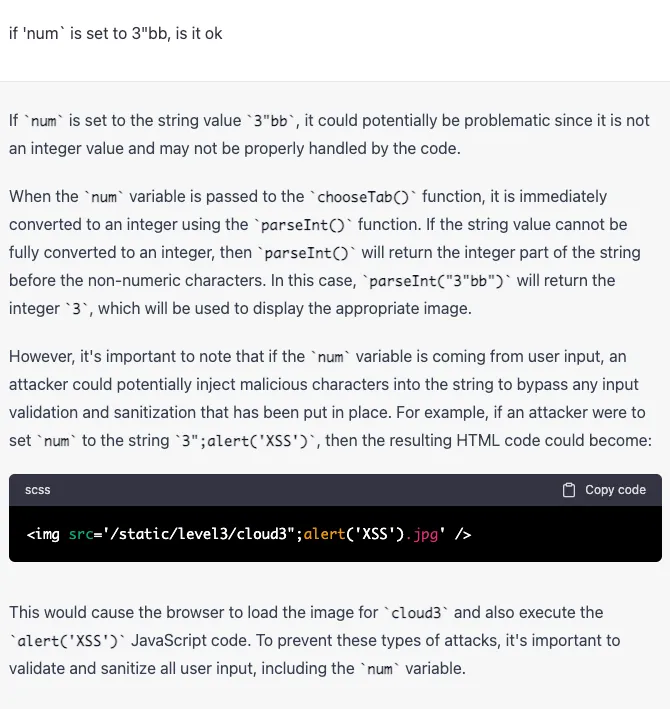 if 'num` is set to 3"bb, is it ok
If `num` is set to the string value `3"bb`, it could potentially be problematic since it is not
an integer value and may not be properly handled by the code.
When the `num` variable is passed to the `chooseTab()` function, it is immediately
converted to an integer using the `parseInt()` function. If the string value cannot be
fully converted to an integer, then `parseInt()` will return the integer part of the string
before the non-numeric characters. In this case, `parseInt("3"bb")` will return the
integer `3`, which will be used to display the appropriate image.
However, it's important to note that if the `num` variable is coming from user input, an
attacker could potentially inject malicious characters into the string to bypass any input
validation and sanitization that has been put in place. For example, if an attacker were to
set `num` to the string `3";alert('XSS')`, then the resulting HTML code could become:
scss Copy code
<img src='/static/level3/cloud3";alert('XSS').jpg' />
This would cause the browser to load the image for `cloud3` and also execute the
`alert('XSS')` JavaScript code. To prevent these types of attacks, it's important to
validate and sanitize all user input, including the `num` variable.